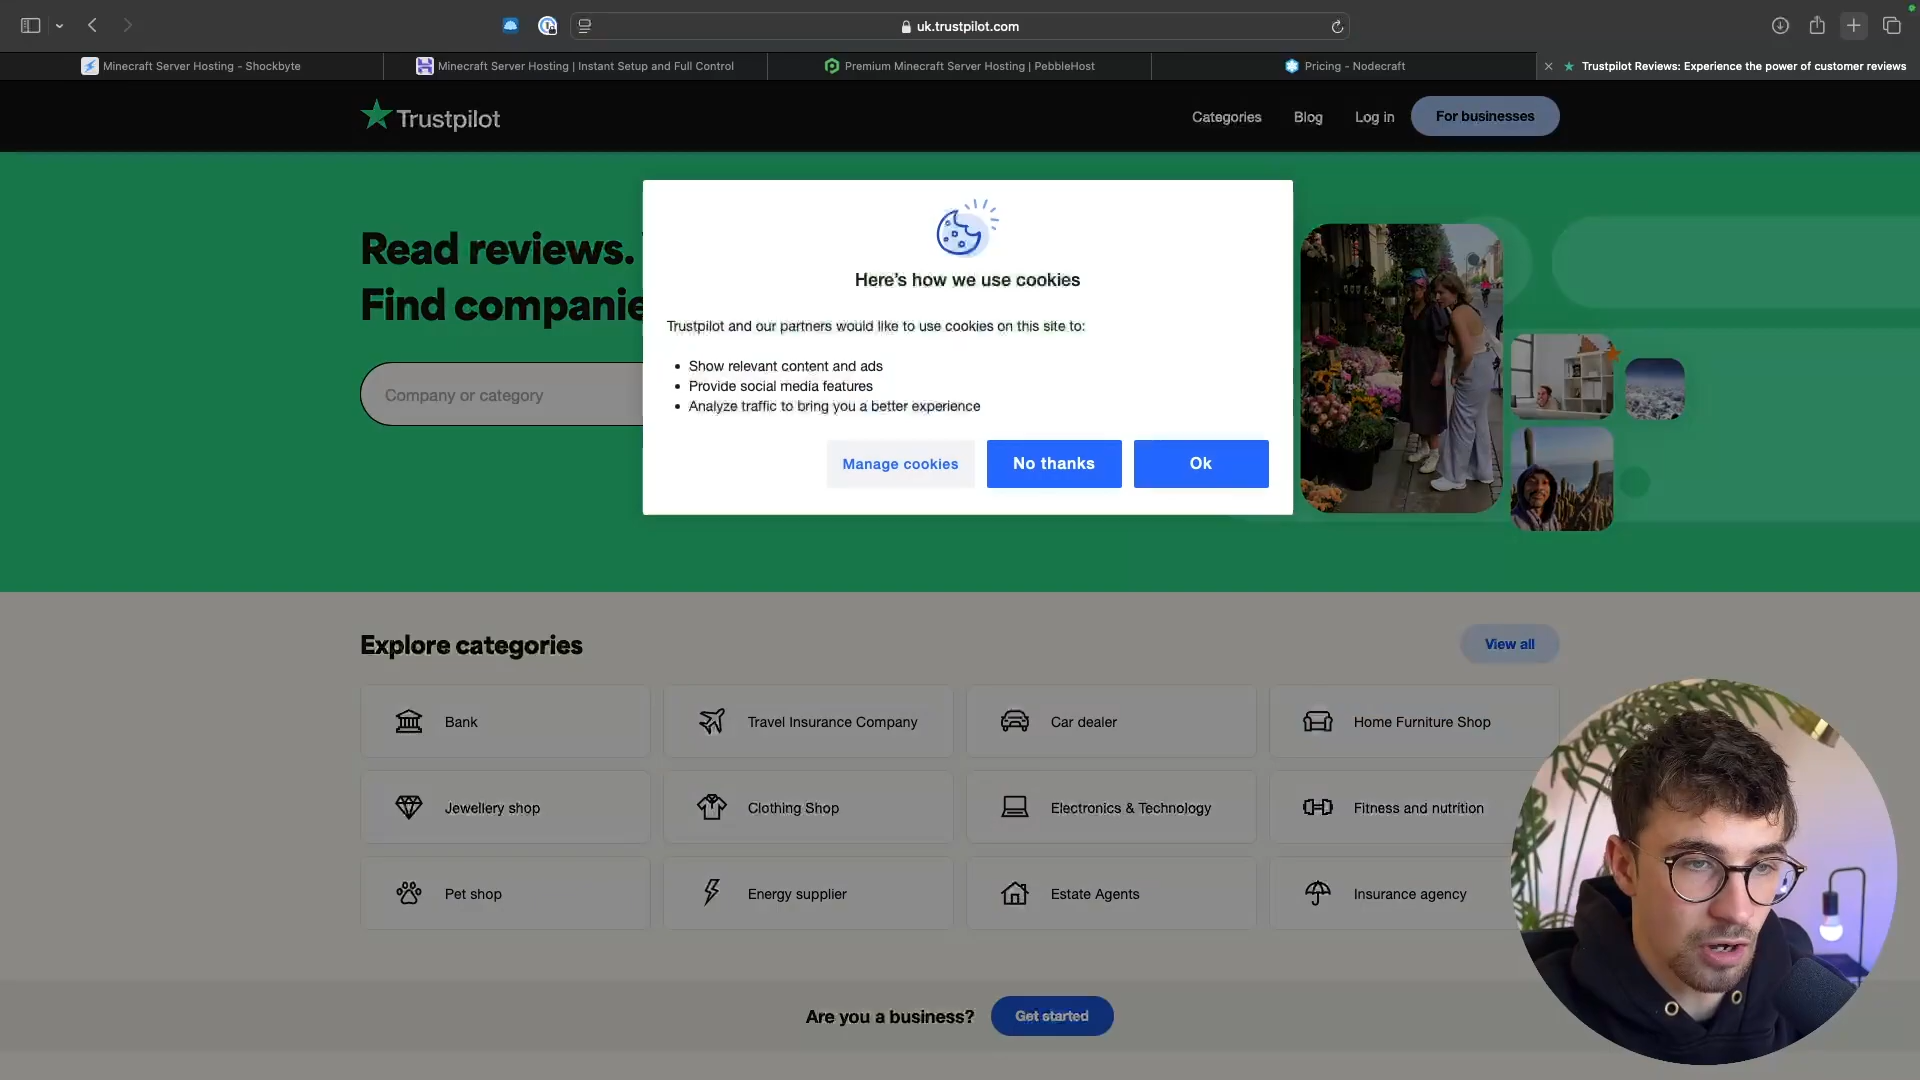 uk.trustpilot.com
Minecraft Server Hosting - Shockbyte
Minecraft Server Hosting | Instant Setup and Full Control
Premium Minecraft Server Hosting | PebbleHost
Pricing - Nodecraft
Trustpilot Reviews: Experience the power of customer reviews
Trustpilot
Categories
Blog
Log in
For businesses
Read reviews.
Find companie
Company or category
Here's how we use cookies
Trustpilot and our partners would like to use cookies on this site to:
Show relevant content and ads
Provide social media features
Analyze traffic to bring you a better experience
Manage cookies
No thanks
Ok
Explore categories
View all
Bank
Travel Insurance Company
Car dealer
Home Furniture Shop
Jewellery shop
Clothing Shop
Electronics & Technology
Fitness and nutrition
Pet shop
Energy supplier
Estate Agents
Insurance agency
Are you a business?
Get started